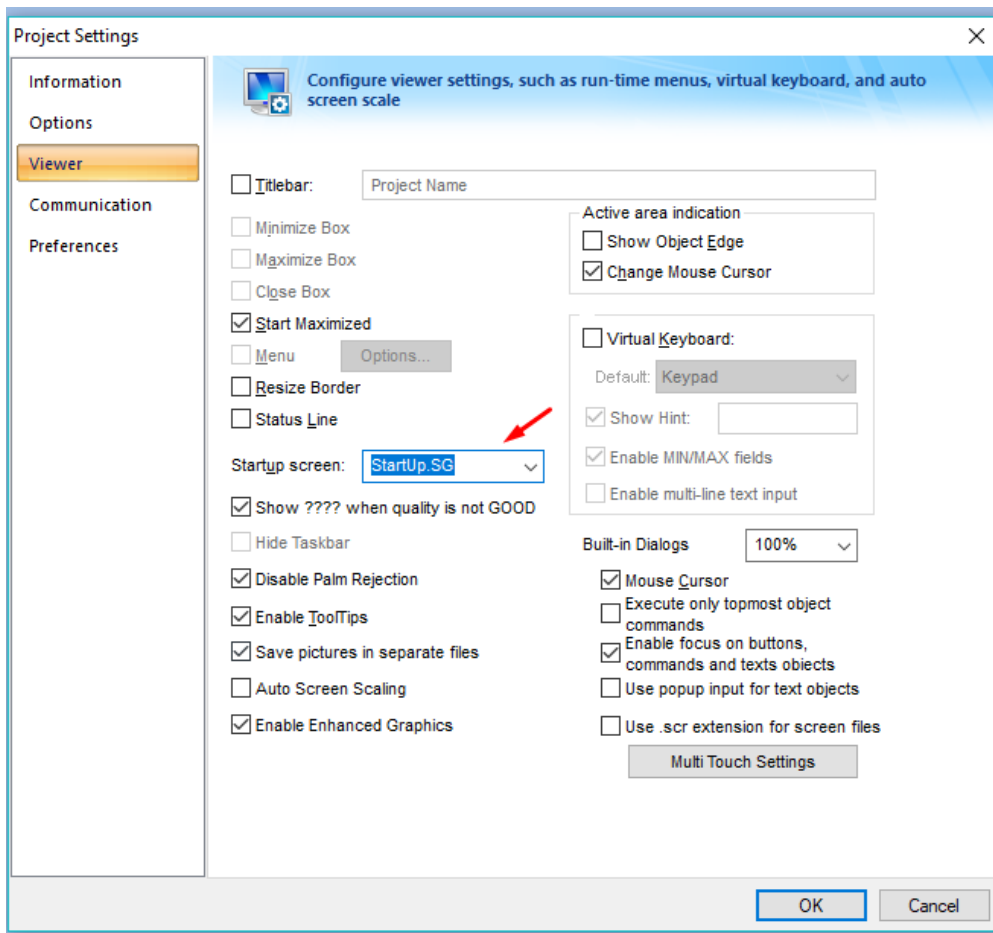 Project Settings
Information
Options
Viewer
Communication
Preferences
Configure viewer settings, such as run-time menus, virtual keyboard, and auto
screen scale
Titlebar:
Project Name
Minimize Box
Maximize Box
Close Box
Start Maximized
Menu
Options...
Resize Border
Status Line
Startup screen:
StartUp.SG
Show ???? when quality is not GOOD
Hide Taskbar
Disable Palm Rejection
Enable ToolTips
Save pictures in separate files
Auto Screen Scaling
Enable Enhanced Graphics
Active area indication
Show Object Edge
Change Mouse Cursor
Virtual Keyboard:
Default:
Keypad
Show Hint:
Enable MIN/MAX fields
Enable multi-line text input
Built-in Dialogs
100%
Mouse Cursor
Execute only topmost object
commands
Enable focus on buttons,
commands and texts objects
Use popup input for text objects
Use .scr extension for screen files
Multi Touch Settings
OK
Cancel